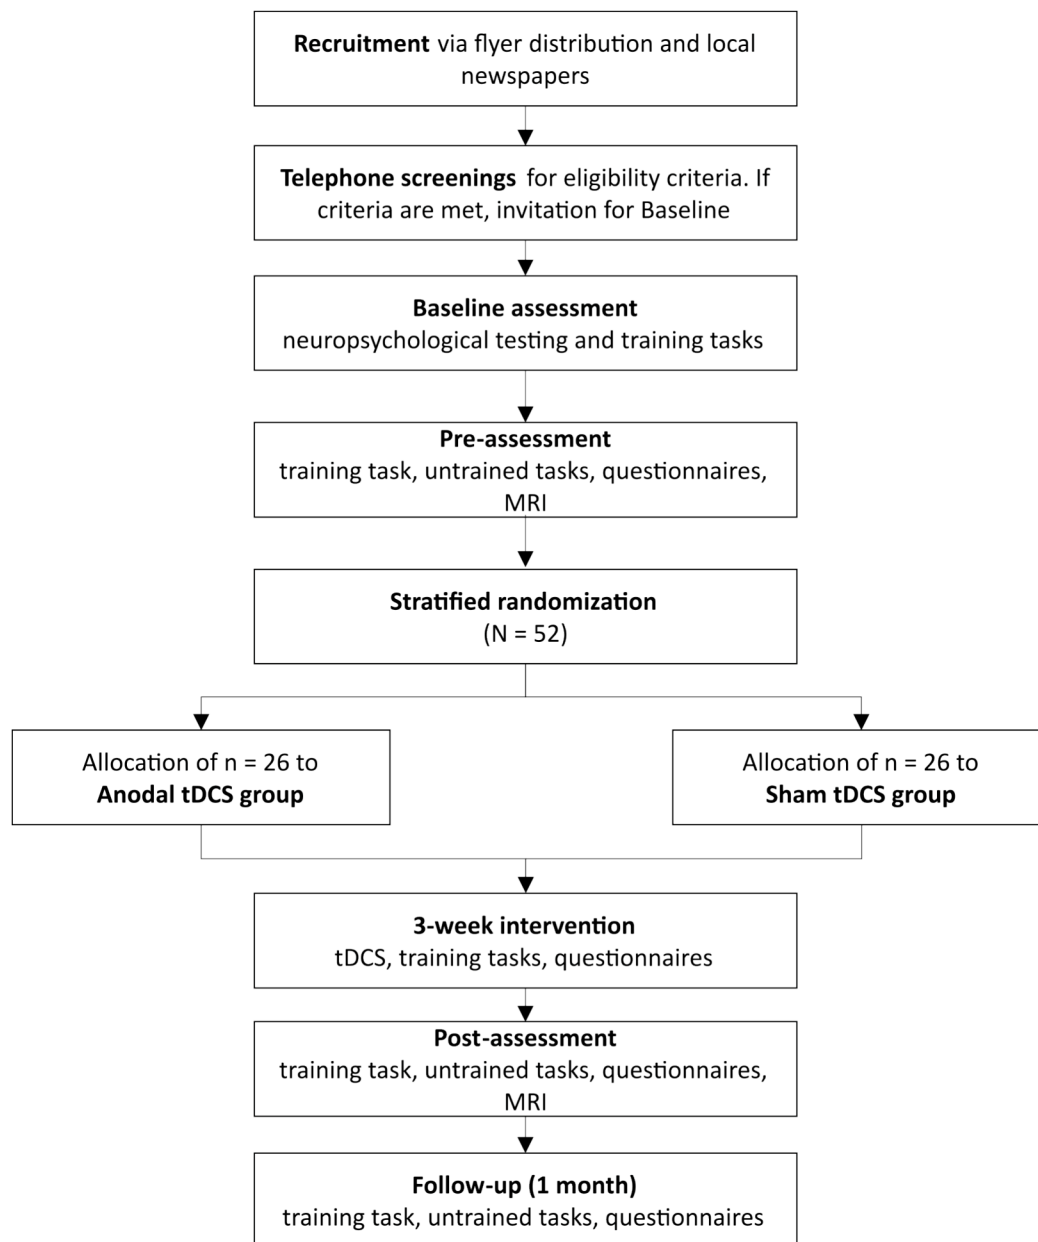 Recruitment via flyer distribution and local
newspapers
Telephone screenings for eligibility criteria. If
criteria are met, invitation for Baseline
Baseline assessment
neuropsychological testing and training tasks
Pre-assessment
training task, untrained tasks, questionnaires,
MRI
Stratified randomization
(N = 52)
Allocation of n = 26 to
Anodal tDCS group
Allocation of n = 26 to
Sham tDCS group
3-week intervention
tDCS, training tasks, questionnaires
Post-assessment
training task, untrained tasks, questionnaires,
MRI
Follow-up (1 month)
training task, untrained tasks, questionnaires